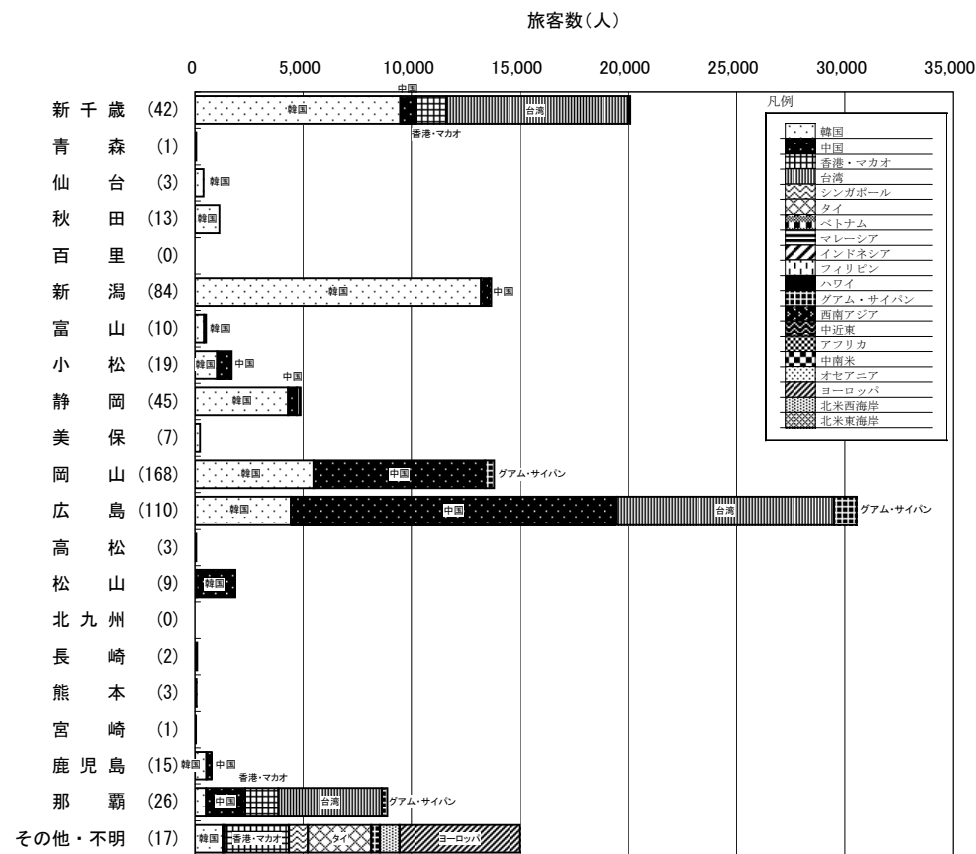 旅客数(人)
0 5,000 10,000 15,000 20,000 25,000 30,000 35,000
中国
新千歳 (42) 韓国 台湾
香港・マカオ
青森 (1)
仙台 (3) 韓国
秋田 (13) 韓国
百里 (0)
新潟 (84) 韓国 中国
富山 (10) 韓国
小松 (19) 韓国 中国
中国
静岡 (45) 韓国
美保 (7)
岡山 (168) 韓国 中国 グアム・サイパン
広島 (110) 韓国 中国 台湾 グアム・サイパン
高松 (3)
松山 (9) 韓国
北九州 (0)
長崎 (2)
熊本 (3)
宮崎 (1)
鹿児島 (15) 韓国 中国
香港・マカオ
那覇 (26) 中国 台湾 グアム・サイパン
その他・不明 (17) 韓国 香港・マカオ タイ ヨーロッパ
凡例
韓国
中国
香港・マカオ
台湾
シンガポール
タイ
ベトナム
マレーシア
インドネシア
フィリピン
ハワイ
グアム・サイパン
西南アジア
中近東
アフリカ
中南米
オセアニア
ヨーロッパ
北米西海岸
北米東海岸